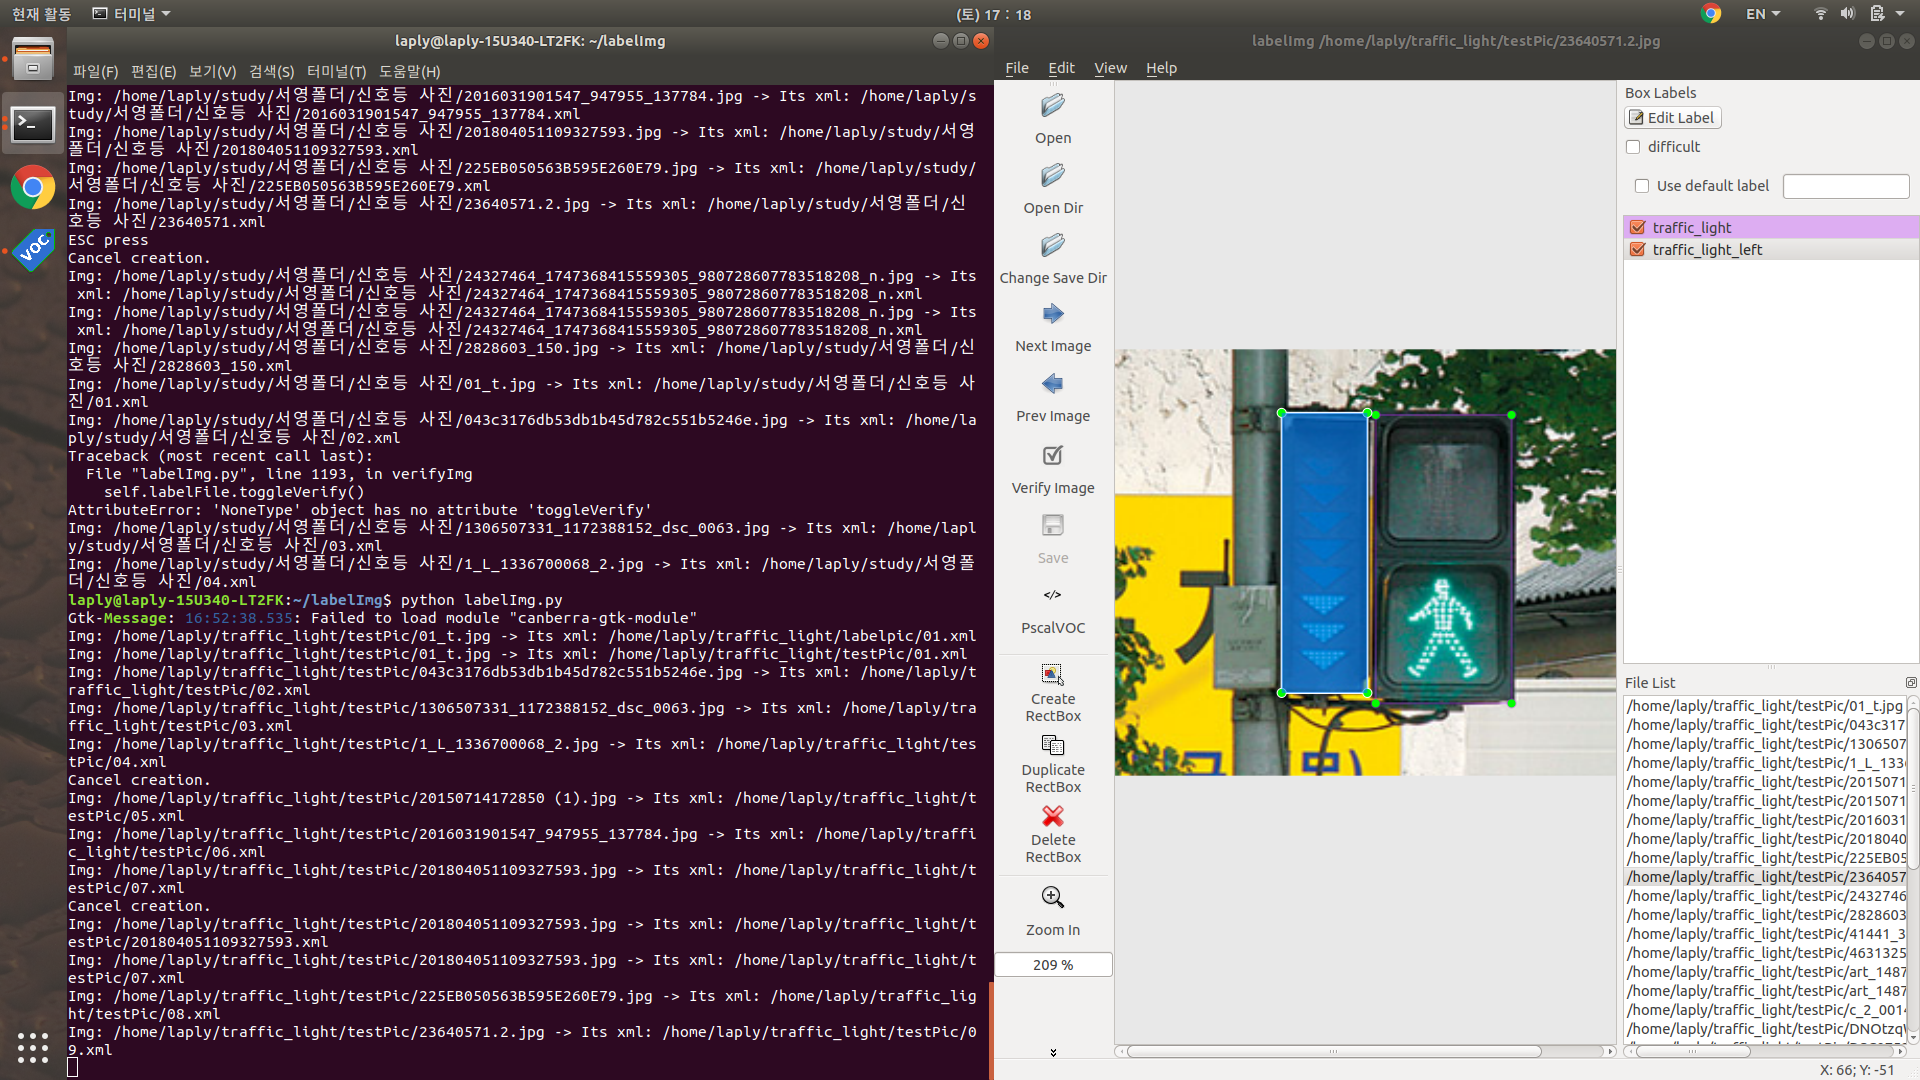 현재 활동
터미널
(토) 17 : 18
EN
laply@laply-15U340-LT2FK: ~/labelImg
파일(F) 편집(E) 보기(V) 검색(S) 터미널(T) 도움말(H)
Img: /home/laply/study/서영폴더/신호등 사진/2016031901547_947955_137784.jpg -> Its xml: /home/laply/s
tudy/서영폴더/신호등 사진/2016031901547_947955_137784.xml
Img: /home/laply/study/서영폴더/신호등 사진/201804051109327593.jpg -> Its xml: /home/laply/study/서영
폴더/신호등 사진/201804051109327593.xml
Img: /home/laply/study/서영폴더/신호등 사진/225EB050563B595E260E79.jpg -> Its xml: /home/laply/study/
서영폴더/신호등 사진/225EB050563B595E260E79.xml
Img: /home/laply/study/서영폴더/신호등 사진/23640571.2.jpg -> Its xml: /home/laply/study/서영폴더/신
호등 사진/23640571.xml
ESC press
Cancel creation.
Img: /home/laply/study/서영폴더/신호등 사진/24327464_1747368415559305_980728607783518208_n.jpg -> Its
 xml: /home/laply/study/서영폴더/신호등 사진/24327464_1747368415559305_980728607783518208_n.xml
Img: /home/laply/study/서영폴더/신호등 사진/24327464_1747368415559305_980728607783518208_n.jpg -> Its
 xml: /home/laply/study/서영폴더/신호등 사진/24327464_1747368415559305_980728607783518208_n.xml
Img: /home/laply/study/서영폴더/신호등 사진/2828603_150.jpg -> Its xml: /home/laply/study/서영폴더/신
호등 사진/2828603_150.xml
Img: /home/laply/study/서영폴더/신호등 사진/01_t.jpg -> Its xml: /home/laply/study/서영폴더/신호등 사
진/01.xml
Img: /home/laply/study/서영폴더/신호등 사진/043c3176db53db1b45d782c551b5246e.jpg -> Its xml: /home/la
ply/study/서영폴더/신호등 사진/02.xml
Traceback (most recent call last):
File "labelImg.py", line 1193, in verifyImg
self.labelFile.toggleVerify()
AttributeError: 'NoneType' object has no attribute 'toggleVerify'
Img: /home/laply/study/서영폴더/신호등 사진/1306507331_1172388152_dsc_0063.jpg -> Its xml: /home/lapl
y/study/서영폴더/신호등 사진/03.xml
Img: /home/laply/study/서영폴더/신호등 사진/1_L_1336700068_2.jpg -> Its xml: /home/laply/study/서영폴
더/신호등 사진/04.xml
laply@laply-15U340-LT2FK:~/labelImg$ python labelImg.py
Gtk-Message: 16:52:38.535: Failed to load module "canberra-gtk-module"
Img: /home/laply/traffic_light/testPic/01_t.jpg -> Its xml: /home/laply/traffic_light/labelpic/01.xml
Img: /home/laply/traffic_light/testPic/01_t.jpg -> Its xml: /home/laply/traffic_light/testPic/01.xml
Img: /home/laply/traffic_light/testPic/043c3176db53db1b45d782c551b5246e.jpg -> Its xml: /home/laply/t
raffic_light/testPic/02.xml
Img: /home/laply/traffic_light/testPic/1306507331_1172388152_dsc_0063.jpg -> Its xml: /home/laply/tra
ffic_light/testPic/03.xml
Img: /home/laply/traffic_light/testPic/1_L_1336700068_2.jpg -> Its xml: /home/laply/traffic_light/tes
tPic/04.xml
Cancel creation.
Img: /home/laply/traffic_light/testPic/20150714172850 (1).jpg -> Its xml: /home/laply/traffic_light/t
estPic/05.xml
Img: /home/laply/traffic_light/testPic/2016031901547_947955_137784.jpg -> Its xml: /home/laply/traffi
c_light/testPic/06.xml
Img: /home/laply/traffic_light/testPic/201804051109327593.jpg -> Its xml: /home/laply/traffic_light/t
estPic/07.xml
Cancel creation.
Img: /home/laply/traffic_light/testPic/201804051109327593.jpg -> Its xml: /home/laply/traffic_light/t
estPic/201804051109327593.xml
Img: /home/laply/traffic_light/testPic/201804051109327593.jpg -> Its xml: /home/laply/traffic_light/t
estPic/07.xml
Img: /home/laply/traffic_light/testPic/225EB050563B595E260E79.jpg -> Its xml: /home/laply/traffic_lig
ht/testPic/08.xml
Img: /home/laply/traffic_light/testPic/23640571.2.jpg -> Its xml: /home/laply/traffic_light/testPic/0
9.xml
VOC
labelImg /home/laply/traffic_light/testPic/23640571.2.jpg
File Edit View Help
Open
Open Dir
Change Save Dir
Next Image
Prev Image
Verify Image
Save
</>
PscalVOC
Create
RectBox
Duplicate
RectBox
Delete
RectBox
Zoom In
209 %
Box Labels
Edit Label
difficult
Use default label
traffic_light
traffic_light_left
File List
/home/laply/traffic_light/testPic/01_t.jpg
/home/laply/traffic_light/testPic/043c317
/home/laply/traffic_light/testPic/1306507
/home/laply/traffic_light/testPic/1_L_133
/home/laply/traffic_light/testPic/2015071
/home/laply/traffic_light/testPic/2015071
/home/laply/traffic_light/testPic/2016031
/home/laply/traffic_light/testPic/2018040
/home/laply/traffic_light/testPic/225EB05
/home/laply/traffic_light/testPic/2364057
/home/laply/traffic_light/testPic/2432746
/home/laply/traffic_light/testPic/2828603
/home/laply/traffic_light/testPic/41441_3
/home/laply/traffic_light/testPic/4631325
/home/laply/traffic_light/testPic/art_1487
/home/laply/traffic_light/testPic/art_1487
/home/laply/traffic_light/testPic/c_2_001
/home/laply/traffic_light/testPic/DNOtzq
X: 66; Y: -51